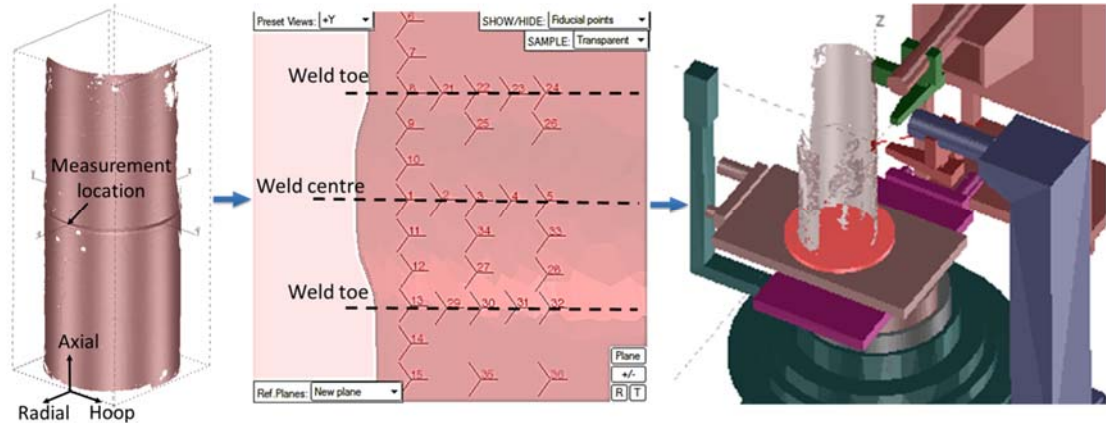 Measurement
location
Axial
Radial
Hoop
Preset Views: +Y
SHOW/HIDE: Fiducial points
SAMPLE: Transparent
7
Weld toe
8 21 22 23 24
9 25 26
10
Weld centre
1 2 3 4 5
11 34 33
12 27 28
Weld toe
13 29 30 31 32
14
Plane
+/-
15 35 36
R T
Ref.Planes: New plane
Z